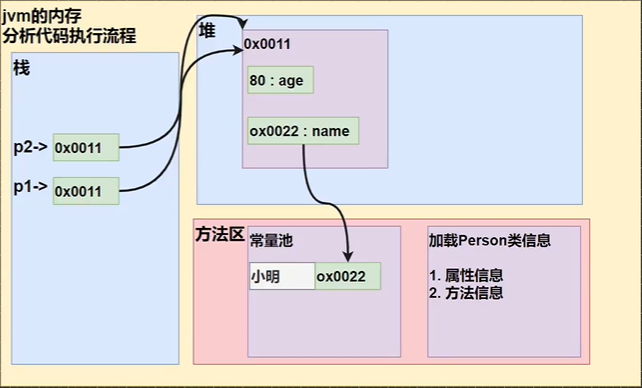 jvm的内存
分析代码执行流程
栈
p2->
0x0011
p1->
0x0011
堆
0x0011
80 : age
ox0022 : name
方法区
常量池
小明
ox0022
加载Person类信息
1. 属性信息
2. 方法信息